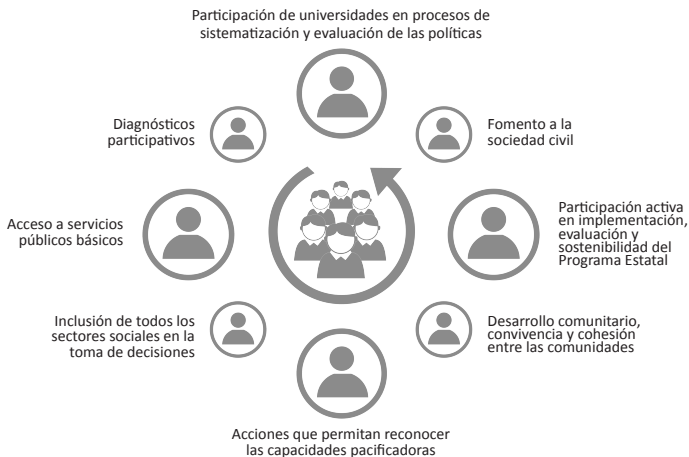 Participación de universidades en procesos de
sistematización y evaluación de las políticas
Diagnósticos
participativos
Fomento a la
sociedad civil
Acceso a servicios
públicos básicos
Participación activa
en implementación,
evaluación y
sostenibilidad del
Programa Estatal
Inclusión de todos los
sectores sociales en la
toma de decisiones
Desarrollo comunitario,
convivencia y cohesión
entre las comunidades
Acciones que permitan reconocer
las capacidades pacificadoras